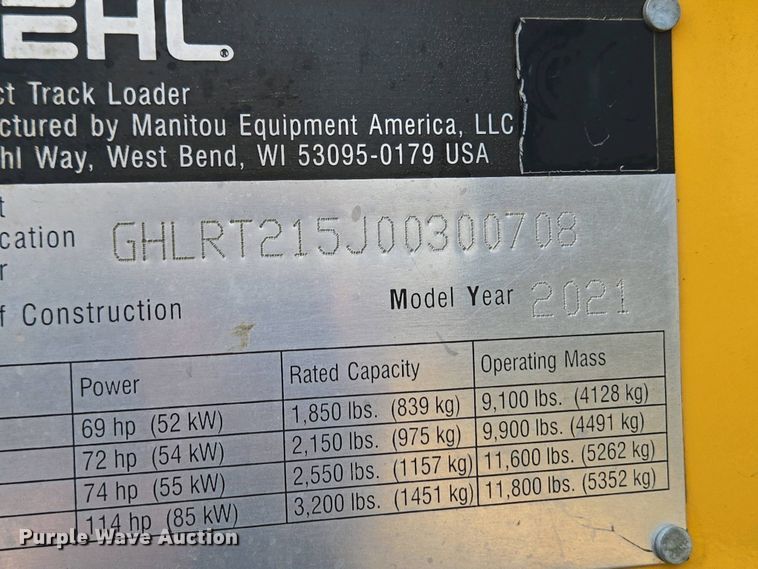 EHL®
ct Track Loader
actured by Manitou Equipment America, LLC
hl Way, West Bend, WI 53095-0179 USA
t
cation GHLRT215J00300708
r
f Construction Model Year 2021
Power Rated Capacity Operating Mass
69 hp (52 kW) 1,850 lbs. (839 kg) 9,100 lbs. (4128 kg)
72 hp (54 kW) 2,150 lbs. (975 kg) 9,900 lbs. (4491 kg)
74 hp (55 kW) 2,550 lbs. (1157 kg) 11,600 lbs. (5262 kg)
114 hp (85 kW) 3,200 lbs. (1451 kg) 11,800 lbs. (5352 kg)
Purple Wave Auction